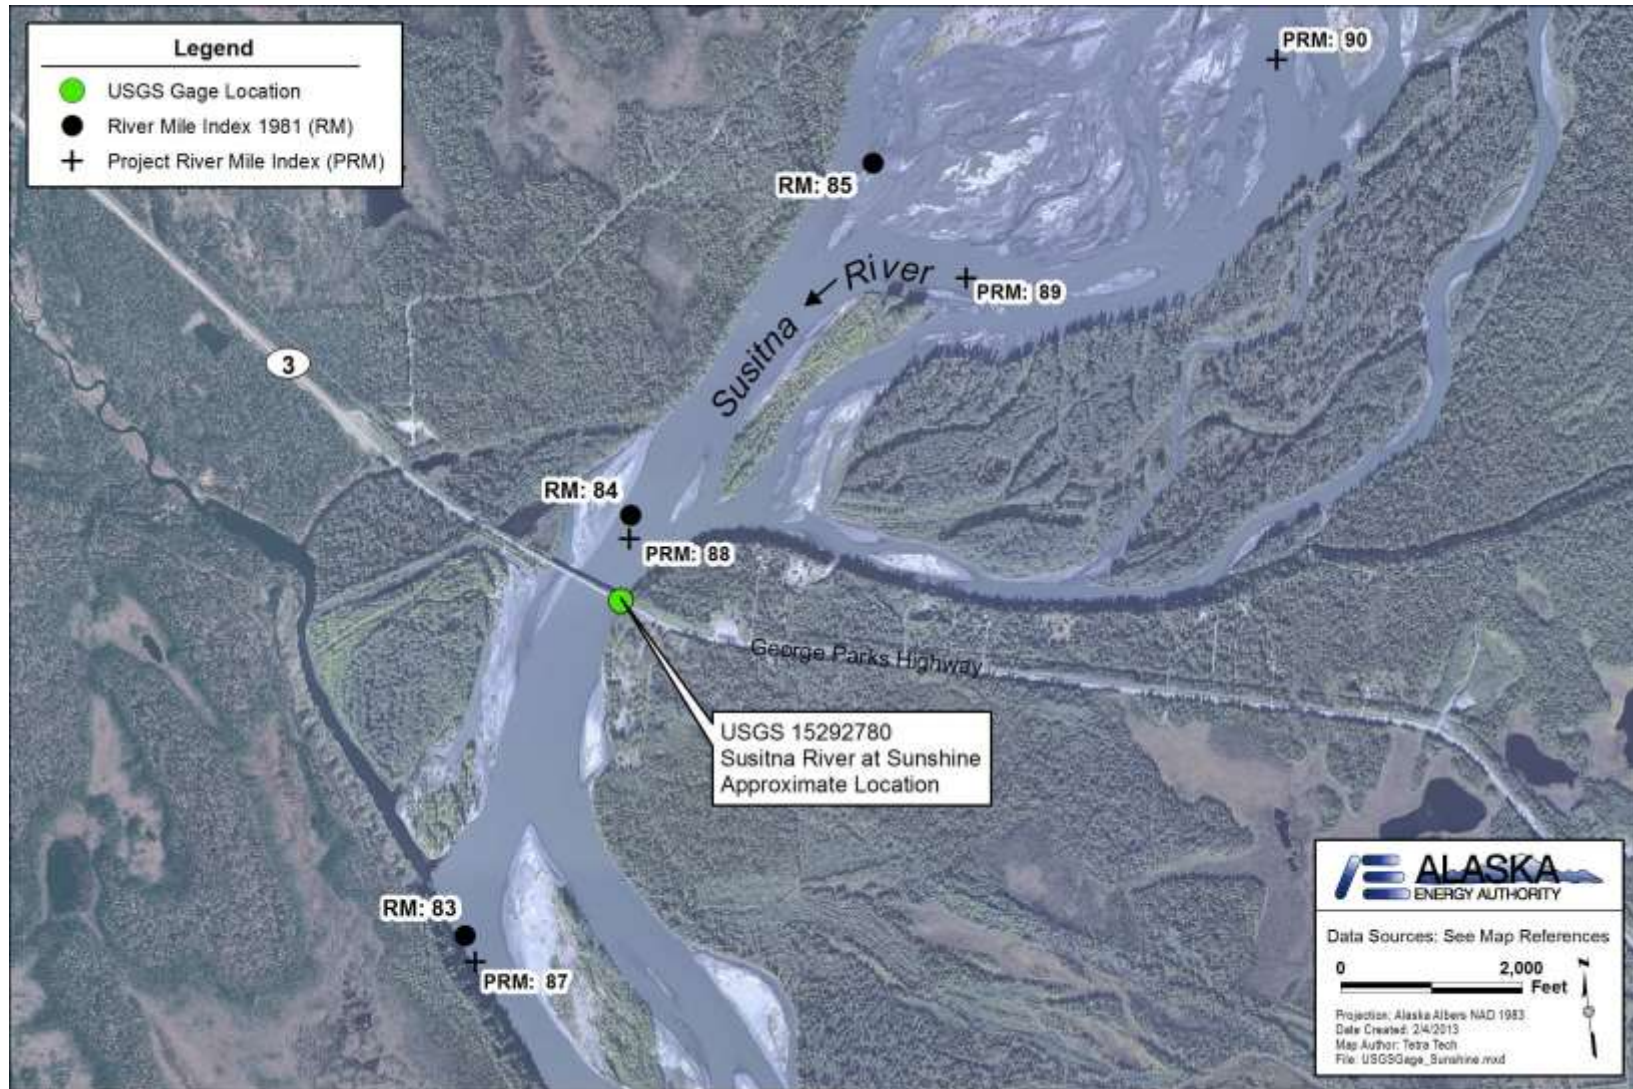 Legend
USGS Gage Location
River Mile Index 1981 (RM)
Project River Mile Index (PRM)
PRM: 90
RM: 85
PRM: 89
Susitna River
3
RM: 84
PRM: 88
George Parks Highway
USGS 15292780
Susitna River at Sunshine
Approximate Location
RM: 83
PRM: 87
ALASKA
ENERGY AUTHORITY
Data Sources: See Map References
0 2,000
Feet
N
Projection: Alaska Albers NAD 1983
Date Created: 2/4/2013
Map Author: Tetra Tech
File: USGSGage_Sunshine.mxd